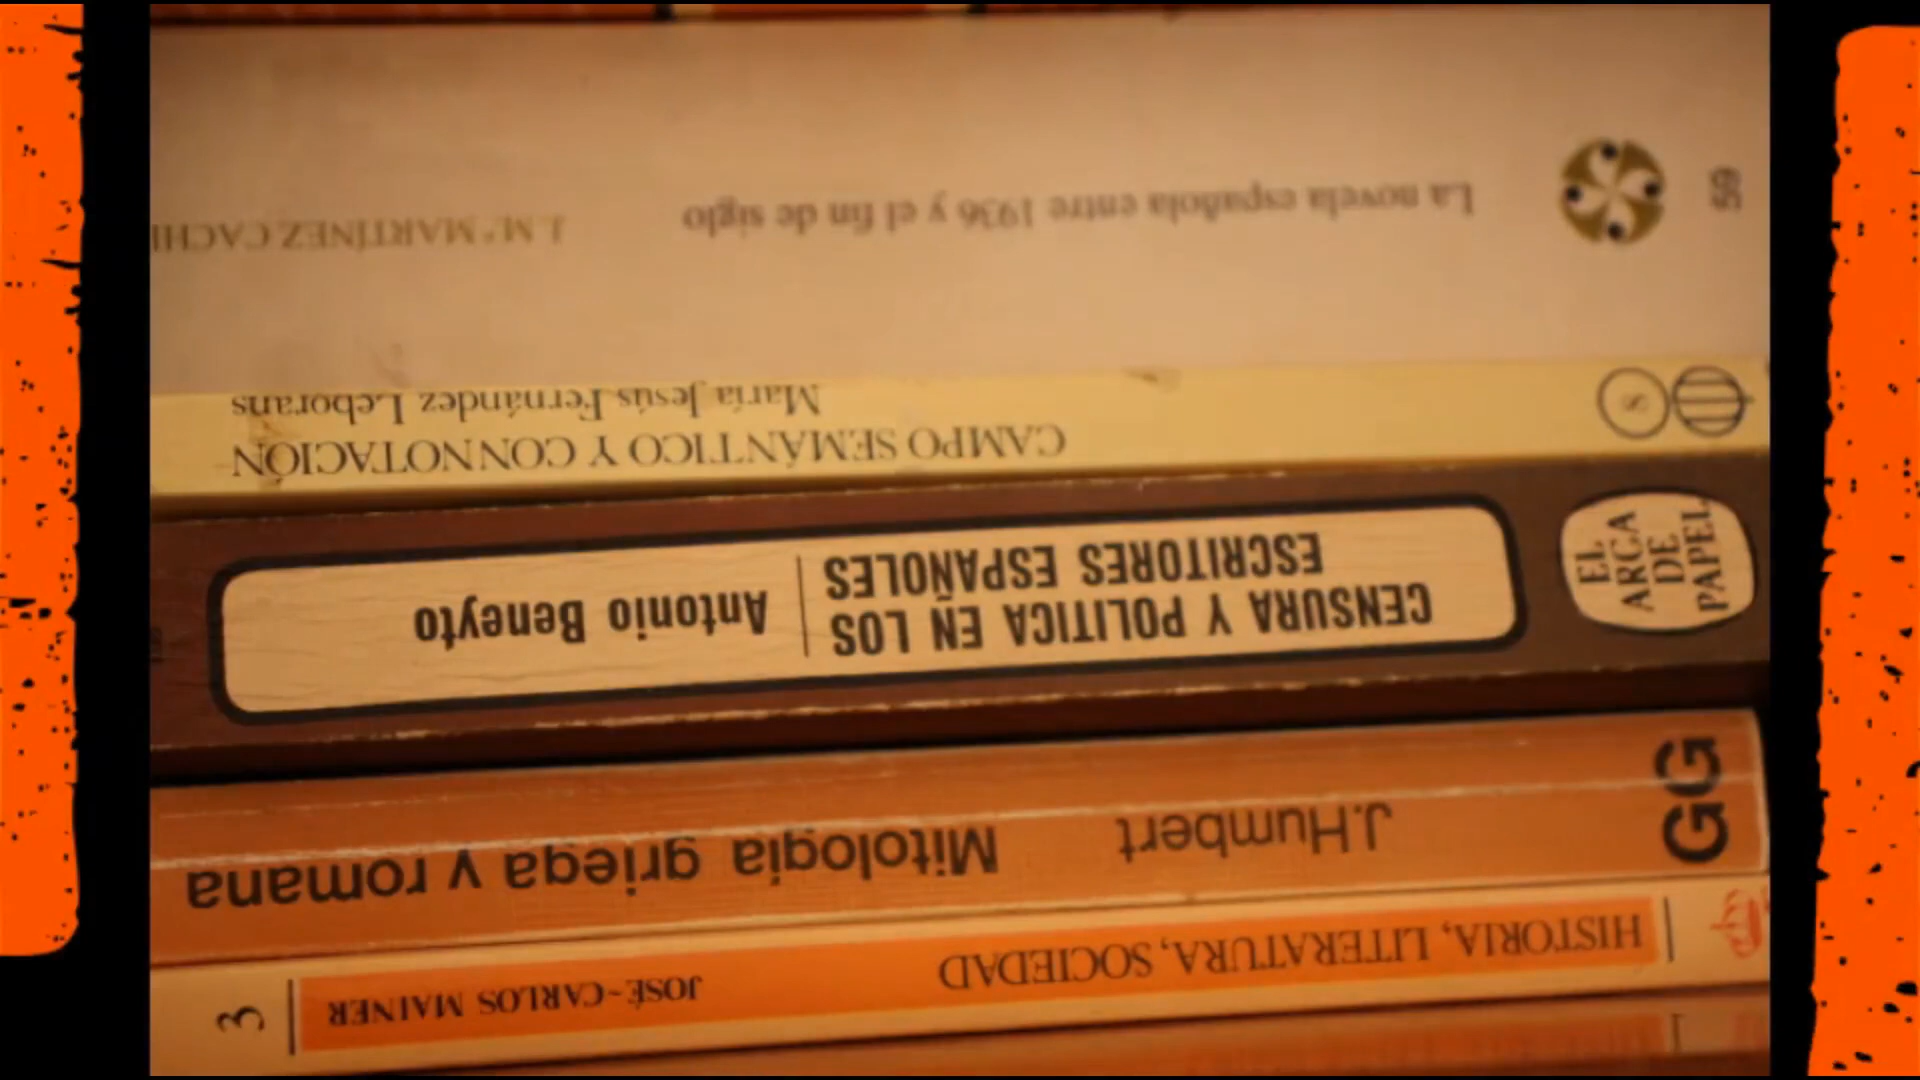 La novela española entre 1936 y el fin de siglo
J. Mª MARTÍNEZ CACHI
59
María Jesús Fernández Leborans
CAMPO SEMÁNTICO Y CONNOTACIÓN
8
CENSURA Y POLITICA EN LOS
ESCRITORES ESPAÑOLES
Antonio Beneyto
EL
ARCA
DE
PAPEL
J.Humbert
Mitología griega y romana
GG
HISTORIA, LITERATURA, SOCIEDAD
JOSÉ-CARLOS MAINER
3